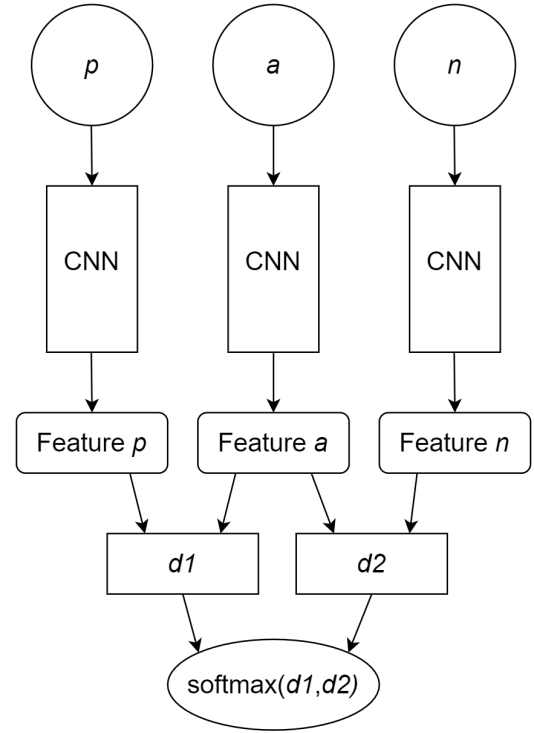 p
a
n
CNN
CNN
CNN
Feature p
Feature a
Feature n
d1
d2
softmax(d1,d2)